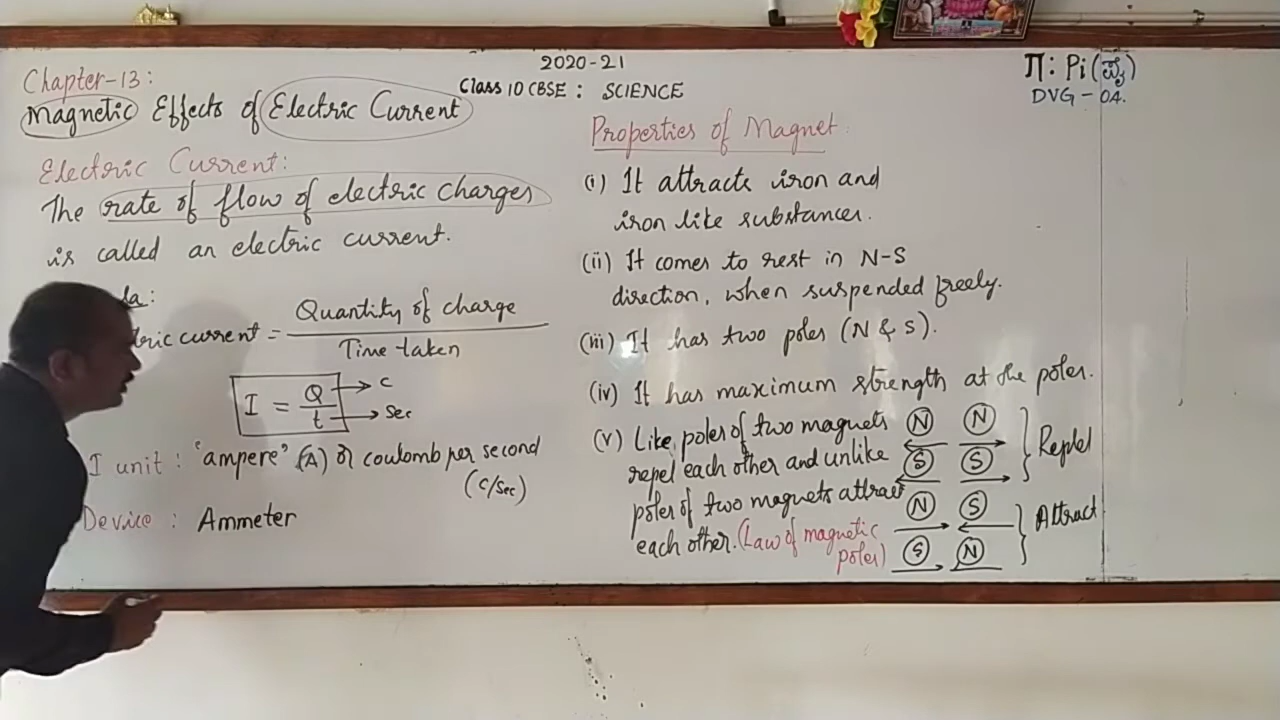 2020-21
Class 10 CBSE : SCIENCE
Π: Pi (ಪೈ)
DVG - 04.
Chapter-13:
Magnetic Effects of Electric Current
Electric Current:
The rate of flow of electric charges
is called an electric current.
la:
tric current = Quantity of charge
Time taken
I = Q → C
t → Sec
I unit : "ampere" (A) or coulomb per second
(C/Sec)
Device : Ammeter
Properties of Magnet:
(i) It attracts iron and
iron like substances.
(ii) It comes to rest in N-S
direction, when suspended freely.
(iii) It has two poles (N & S).
(iv) It has maximum strength at the poles.
(v) Like poles of two magnets
repel each other and unlike
poles of two magnets attract
each other. (Law of magnetic
poles)
N N
S S
Repel
N S
S N
Attract